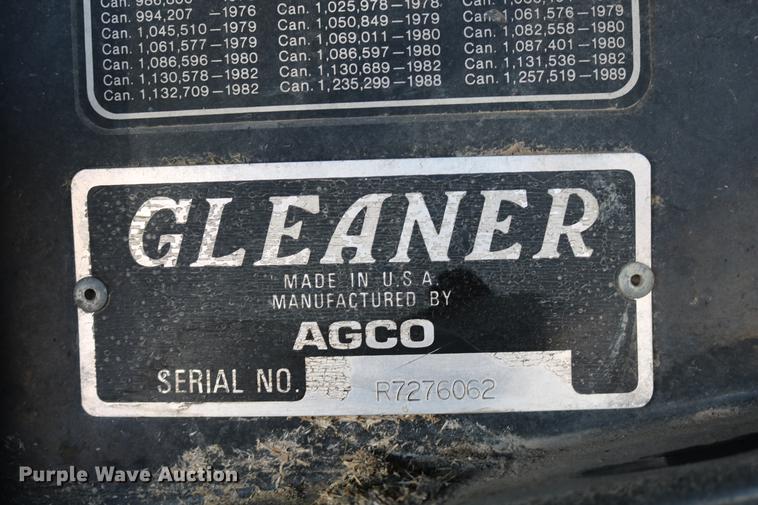 Can. 994,207 -1976
Can. 1,045,510-1979
Can. 1,061,577-1979
Can. 1,086,596-1980
Can. 1,130,578-1982
Can. 1,132,709-1982
Can. 1,025,978-1978
Can. 1,050,849-1979
Can. 1,069,011-1980
Can. 1,086,597-1980
Can. 1,130,689-1982
Can. 1,235,299-1988
Can. 1,061,576-1979
Can. 1,082,558-1980
Can. 1,087,401-1980
Can. 1,131,536-1982
Can. 1,257,519-1989
GLEANER
MADE IN U.S.A.
MANUFACTURED BY
AGCO
SERIAL NO. R7276062
Purple Wave Auction